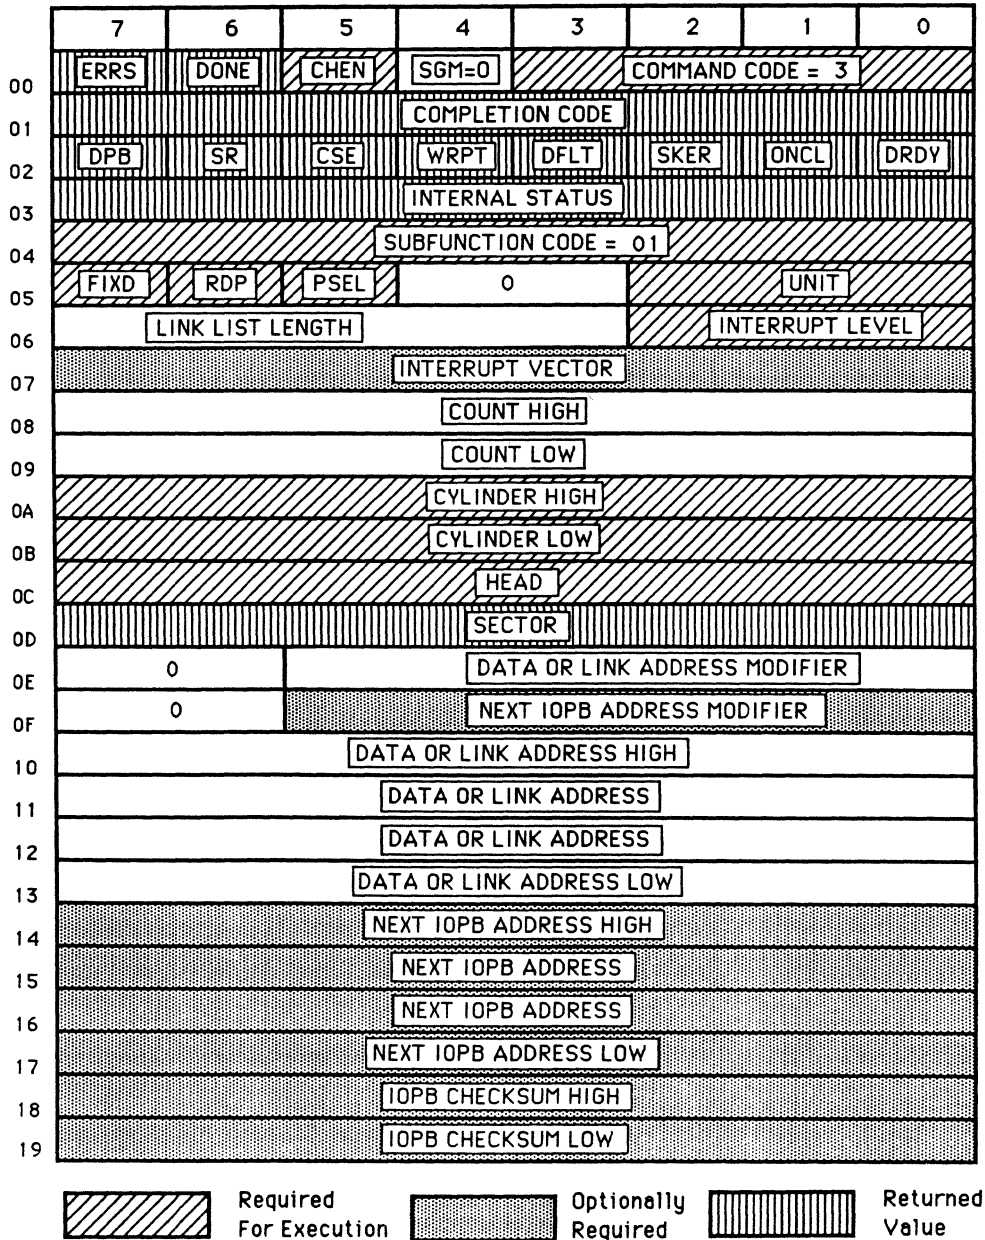 7 6 5 4 3 2 1 0
00 ERRS DONE CHEN SGM=0 COMMAND CODE = 3
01 COMPLETION CODE
02 DPB SR CSE WRPT DFLT SKER ONCL DRDY
03 INTERNAL STATUS
04 SUBFUNCTION CODE = 01
05 FIXD RDP PSEL 0 UNIT
06 LINK LIST LENGTH INTERRUPT LEVEL
07 INTERRUPT VECTOR
08 COUNT HIGH
09 COUNT LOW
0A CYLINDER HIGH
0B CYLINDER LOW
0C HEAD
0D SECTOR
0E 0 DATA OR LINK ADDRESS MODIFIER
0F 0 NEXT IOPB ADDRESS MODIFIER
10 DATA OR LINK ADDRESS HIGH
11 DATA OR LINK ADDRESS
12 DATA OR LINK ADDRESS
13 DATA OR LINK ADDRESS LOW
14 NEXT IOPB ADDRESS HIGH
15 NEXT IOPB ADDRESS
16 NEXT IOPB ADDRESS
17 NEXT IOPB ADDRESS LOW
18 IOPB CHECKSUM HIGH
19 IOPB CHECKSUM LOW
Required
For Execution
Optionally
Required
Returned
Value